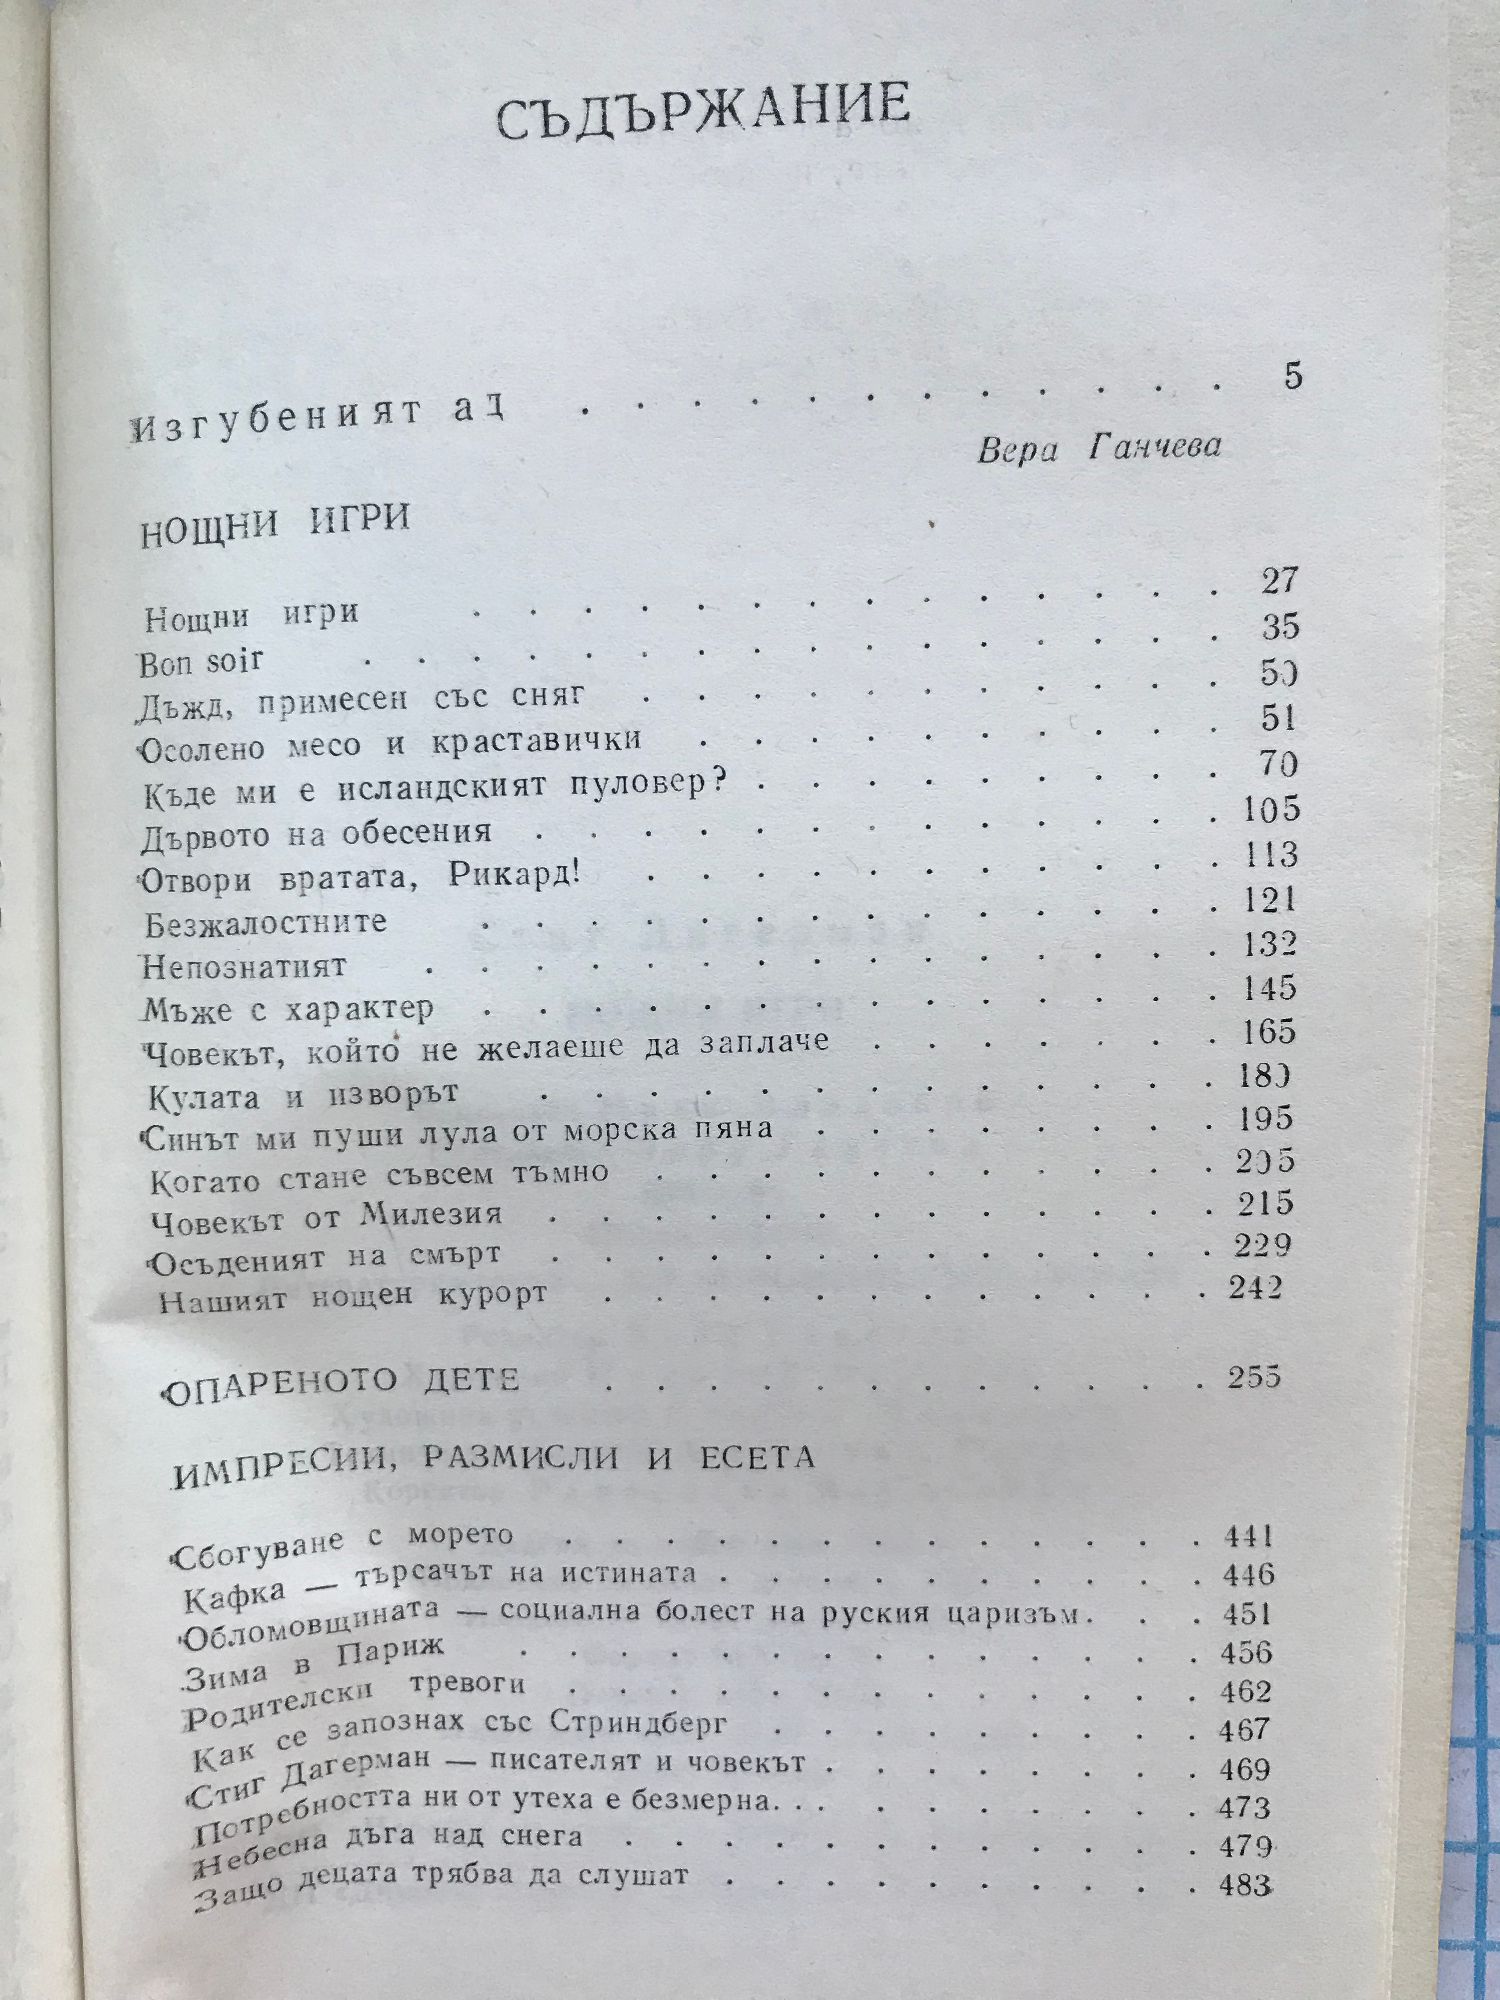 СЪДЪРЖАНИЕ
Изгубеният ад . . . . . . . . . . . . 5
Вера Ганчева
НОЩНИ ИГРИ
Нощни игри . . . . . . . . . . . . . . 27
Bon soir . . . . . . . . . . . . . . . . 35
Дъжд, примесен със сняг . . . . . . . . . . . 50
Осолено месо и краставички . . . . . . . . . . 51
Къде ми е исландският пуловер? . . . . . . . . . 70
Дървото на обесения . . . . . . . . . . . . . 105
Отвори вратата, Рикард! . . . . . . . . . . . 113
Безжалостните . . . . . . . . . . . . . . 121
Непознатият . . . . . . . . . . . . . . . 132
Мъже с характер . . . . . . . . . . . . . . 145
Човекът, който не желаеше да заплаче . . . . . . . 165
Кулата и изворът . . . . . . . . . . . . . 180
Синът ми пуши лула от морска пяна . . . . . . . . 195
Когато стане съвсем тъмно . . . . . . . . . . . 205
Човекът от Милезия . . . . . . . . . . . . . 215
Осъденият на смърт . . . . . . . . . . . . . 229
Нашият нощен курорт . . . . . . . . . . . . 242
ОПАРЕНОТО ДЕТЕ . . . . . . . . . . . . 255
ИМПРЕСИИ, РАЗМИСЛИ И ЕСЕТА
Сбогуване с морето . . . . . . . . . . . . . 441
Кафка — търсачът на истината . . . . . . . . . . 446
Обломовщината — социална болест на руския царизъм. . . 451
Зима в Париж . . . . . . . . . . . . . 456
Родителски тревоги . . . . . . . . . . . . 462
Как се запознах със Стриндберг . . . . . . . . . 467
Стиг Дагерман — писателят и човекът . . . . . . . . 469
Потребността ни от утеха е безмерна. . . . . . . . . . 473
Небесна дъга над снега . . . . . . . . . . . 479
Защо децата трябва да слушат . . . . . . . . . . 483